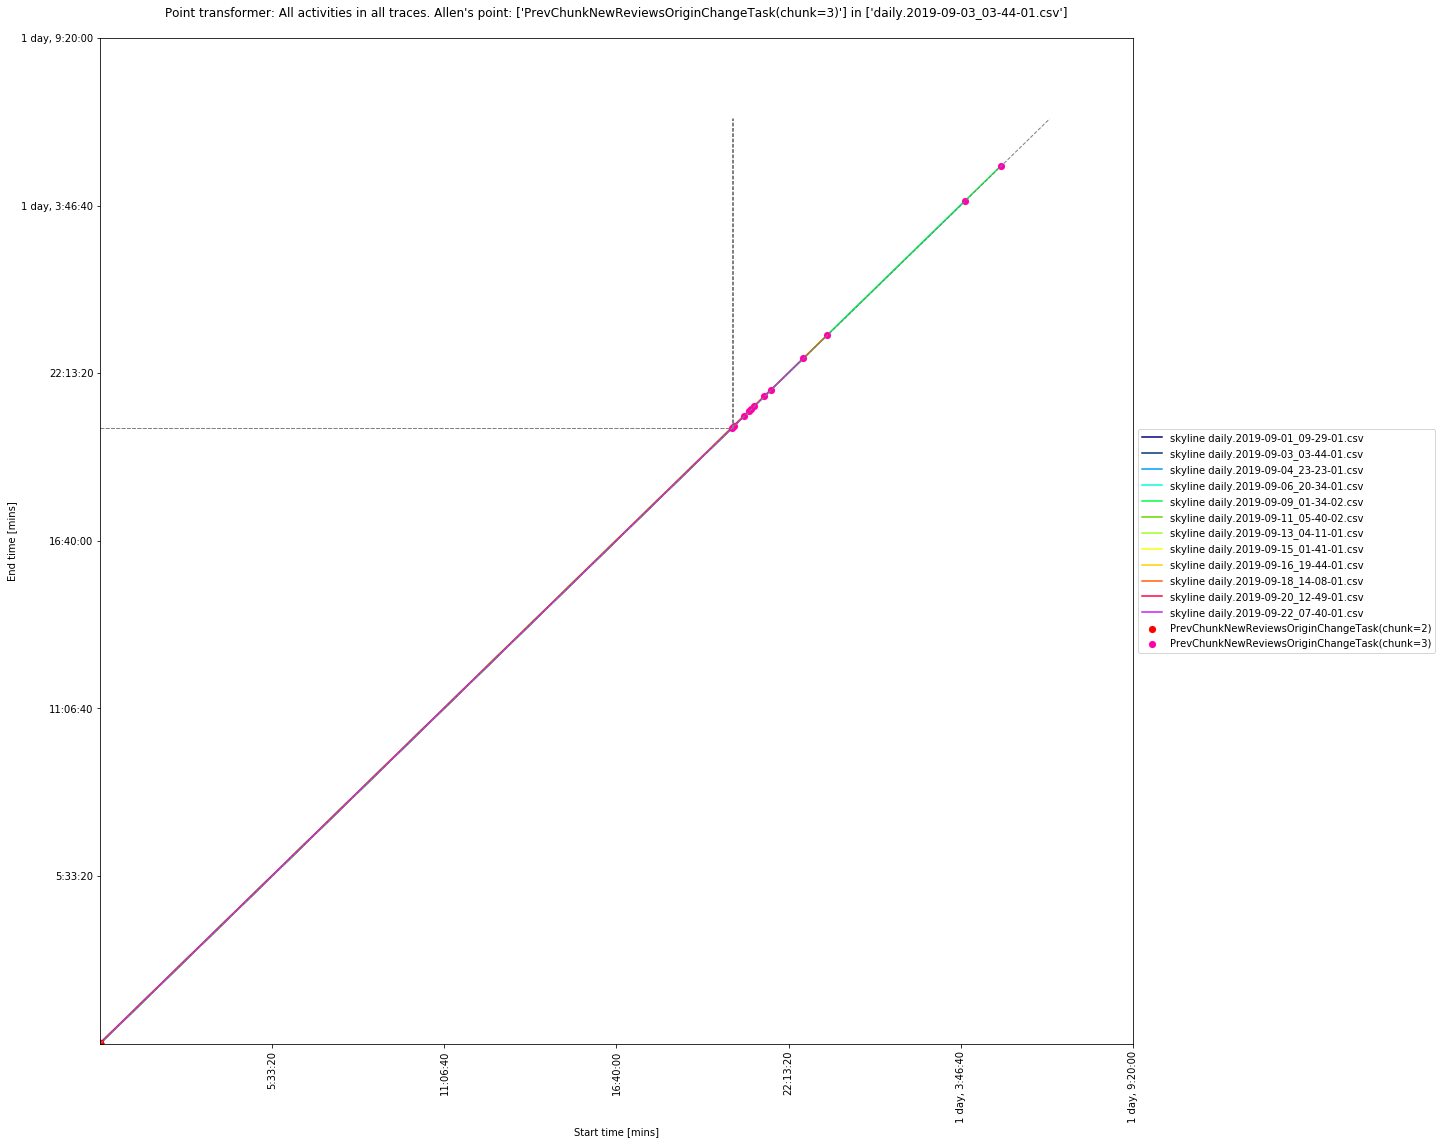 Point transformer: All activities in all traces. Allen's point: ['PrevChunkNewReviewsOriginChangeTask(chunk=3)'] in ['daily.2019-09-03_03-44-01.csv']
1 day, 9:20:00
1 day, 3:46:40
22:13:20
16:40:00
11:06:40
5:33:20
End time [mins]
skyline daily.2019-09-01_09-29-01.csv
skyline daily.2019-09-03_03-44-01.csv
skyline daily.2019-09-04_23-23-01.csv
skyline daily.2019-09-06_20-34-01.csv
skyline daily.2019-09-09_01-34-02.csv
skyline daily.2019-09-11_05-40-02.csv
skyline daily.2019-09-13_04-11-01.csv
skyline daily.2019-09-15_01-41-01.csv
skyline daily.2019-09-16_19-44-01.csv
skyline daily.2019-09-18_14-08-01.csv
skyline daily.2019-09-20_12-49-01.csv
skyline daily.2019-09-22_07-40-01.csv
PrevChunkNewReviewsOriginChangeTask(chunk=2)
PrevChunkNewReviewsOriginChangeTask(chunk=3)
5:33:20
11:06:40
16:40:00
22:13:20
1 day, 3:46:40
1 day, 9:20:00
Start time [mins]